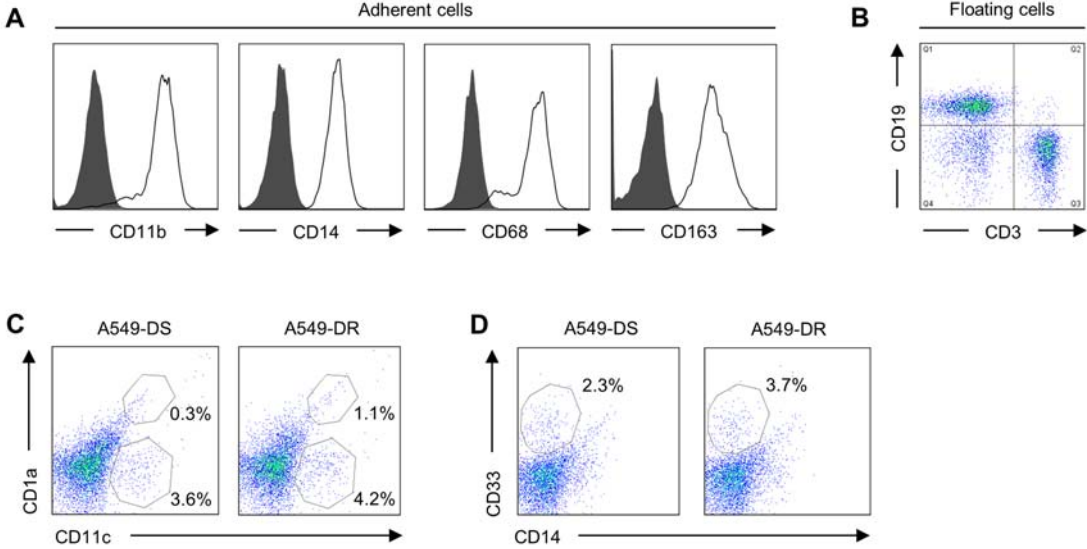 A
Adherent cells
CD11b
CD14
CD68
CD163
B
Floating cells
Q1
Q2
CD19
Q4
Q3
CD3
C
A549-DS
A549-DR
CD1a
0.3%
1.1%
3.6%
4.2%
CD11c
D
A549-DS
A549-DR
CD33
2.3%
3.7%
CD14